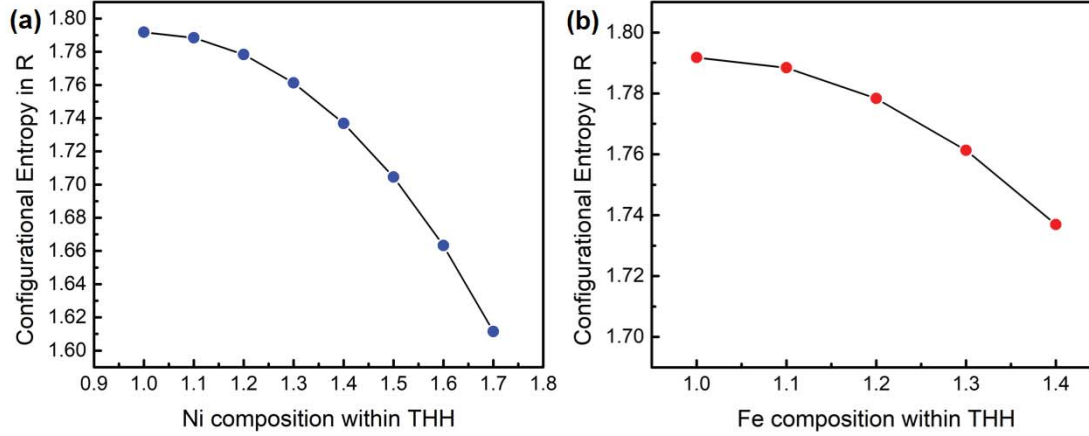 (a)
Configurational Entropy in R
1.80
1.78
1.76
1.74
1.72
1.70
1.68
1.66
1.64
1.62
1.60
0.9 1.0 1.1 1.2 1.3 1.4 1.5 1.6 1.7 1.8
Ni composition within THH
(b)
Configurational Entropy in R
1.80
1.78
1.76
1.74
1.72
1.70
1.0 1.1 1.2 1.3 1.4
Fe composition within THH